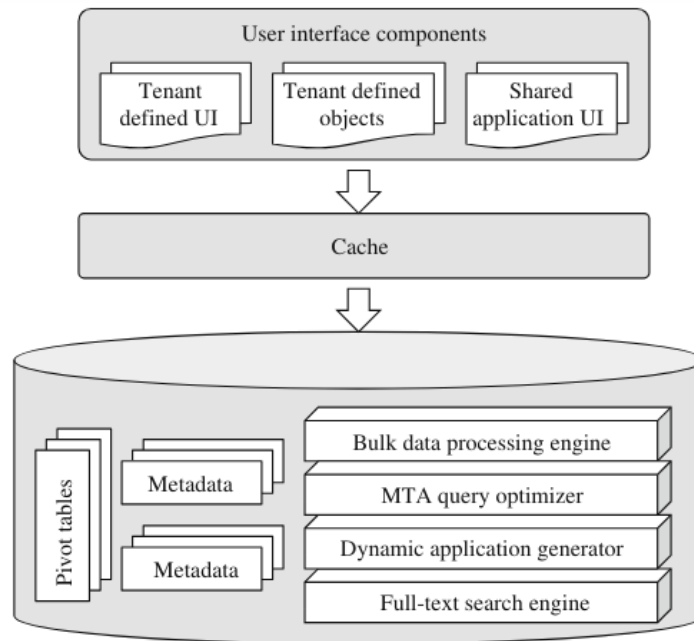 User interface components
Tenant
defined UI
Tenant defined
objects
Shared
application UI
Cache
Pivot tables
Metadata
Metadata
Bulk data processing engine
MTA query optimizer
Dynamic application generator
Full-text search engine